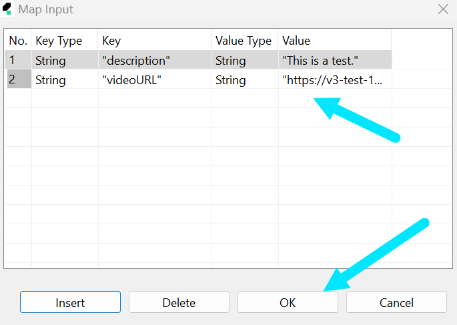 Map Input
No. Key Type Key Value Type Value
1 String "description" String "This is a test."
2 String "videoURL" String "https://v3-test-1...
Insert Delete OK Cancel